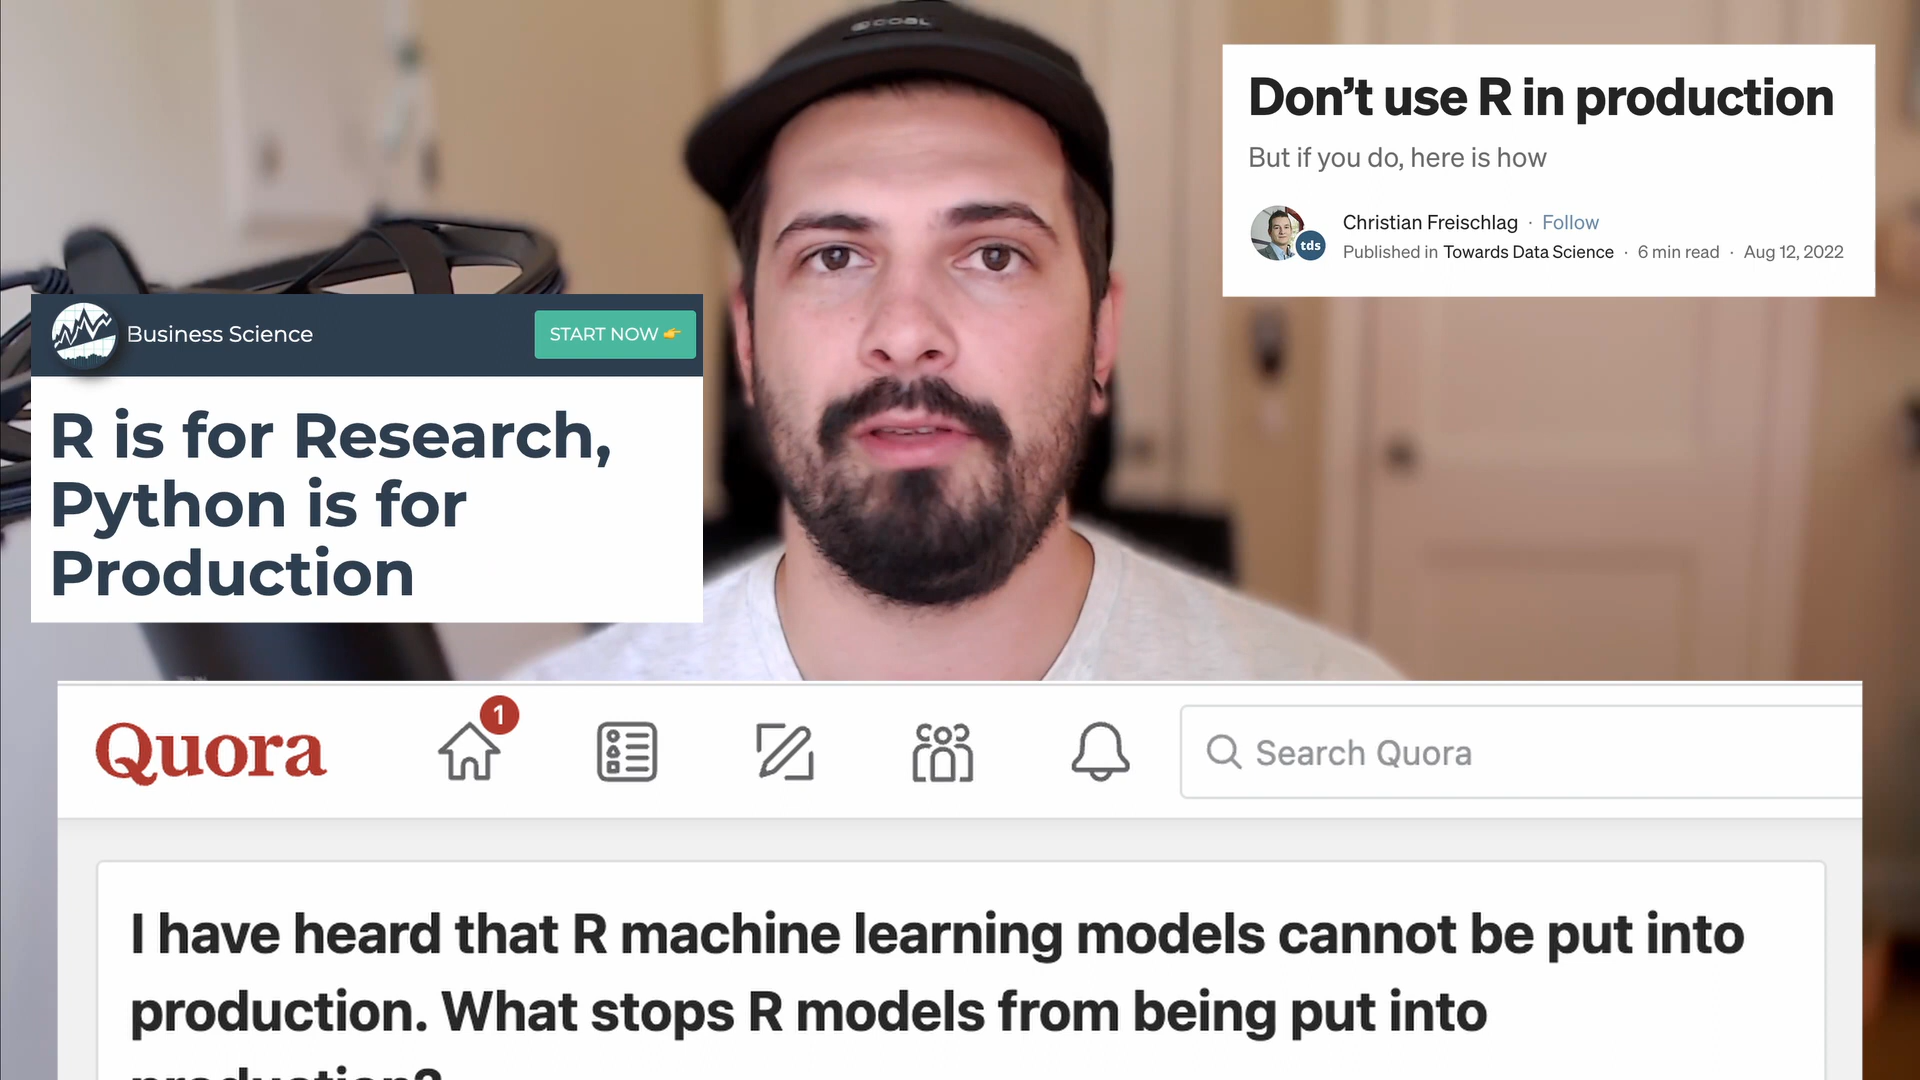 COAL
Don't use R in production
But if you do, here is how
Christian Freischlag · Follow
tds
Published in Towards Data Science · 6 min read · Aug 12, 2022
Business Science
START NOW 👉
R is for Research,
Python is for
Production
Quora
1
Search Quora
I have heard that R machine learning models cannot be put into
production. What stops R models from being put into
production?